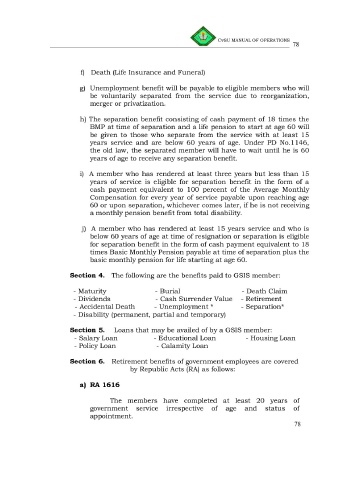 CvSU MANUAL OF OPERATIONS
78
f) Death (Life Insurance and Funeral)
g) Unemployment benefit will be payable to eligible members who will
be voluntarily separated from the service due to reorganization,
merger or privatization.
h) The separation benefit consisting of cash payment of 18 times the
BMP at time of separation and a life pension to start at age 60 will
be given to those who separate from the service with at least 15
years service and are below 60 years of age. Under PD No.1146,
the old law, the separated member will have to wait until he is 60
years of age to receive any separation benefit.
i) A member who has rendered at least three years but less than 15
years of service is eligible for separation benefit in the form of a
cash payment equivalent to 100 percent of the Average Monthly
Compensation for every year of service payable upon reaching age
60 or upon separation, whichever comes later, if he is not receiving
a monthly pension benefit from total disability.
j) A member who has rendered at least 15 years service and who is
below 60 years of age at time of resignation or separation is eligible
for separation benefit in the form of cash payment equivalent to 18
times Basic Monthly Pension payable at time of separation plus the
basic monthly pension for life starting at age 60.
Section 4. The following are the benefits paid to GSIS member:
- Maturity - Burial - Death Claim
- Dividends - Cash Surrender Value - Retirement
- Accidental Death - Unemployment * - Separation*
- Disability (permanent, partial and temporary)
Section 5. Loans that may be availed of by a GSIS member:
- Salary Loan - Educational Loan - Housing Loan
- Policy Loan - Calamity Loan
Section 6. Retirement benefits of government employees are covered
by Republic Acts (RA) as follows:
a) RA 1616
The members have completed at least 20 years of
government service irrespective of age and status of
appointment.
78